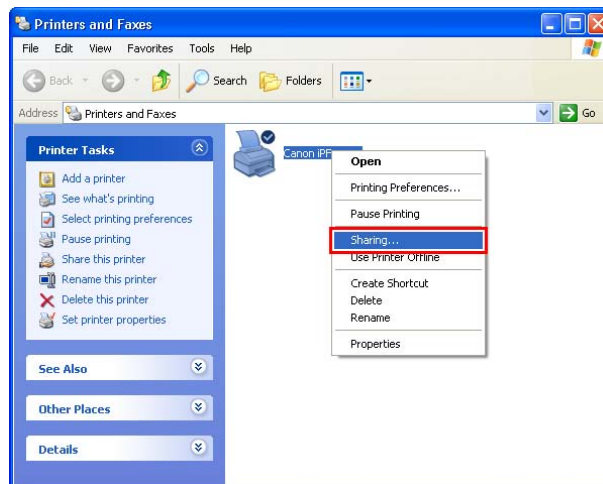 Printers and Faxes
File Edit View Favorites Tools Help
Back Search Folders
Address Printers and Faxes Go
Printer Tasks
Add a printer
See what's printing
Select printing preferences
Pause printing
Share this printer
Rename this printer
Delete this printer
Set printer properties
See Also
Other Places
Details
Canon iPF
Open
Printing Preferences...
Pause Printing
Sharing...
Use Printer Offline
Create Shortcut
Delete
Rename
Properties